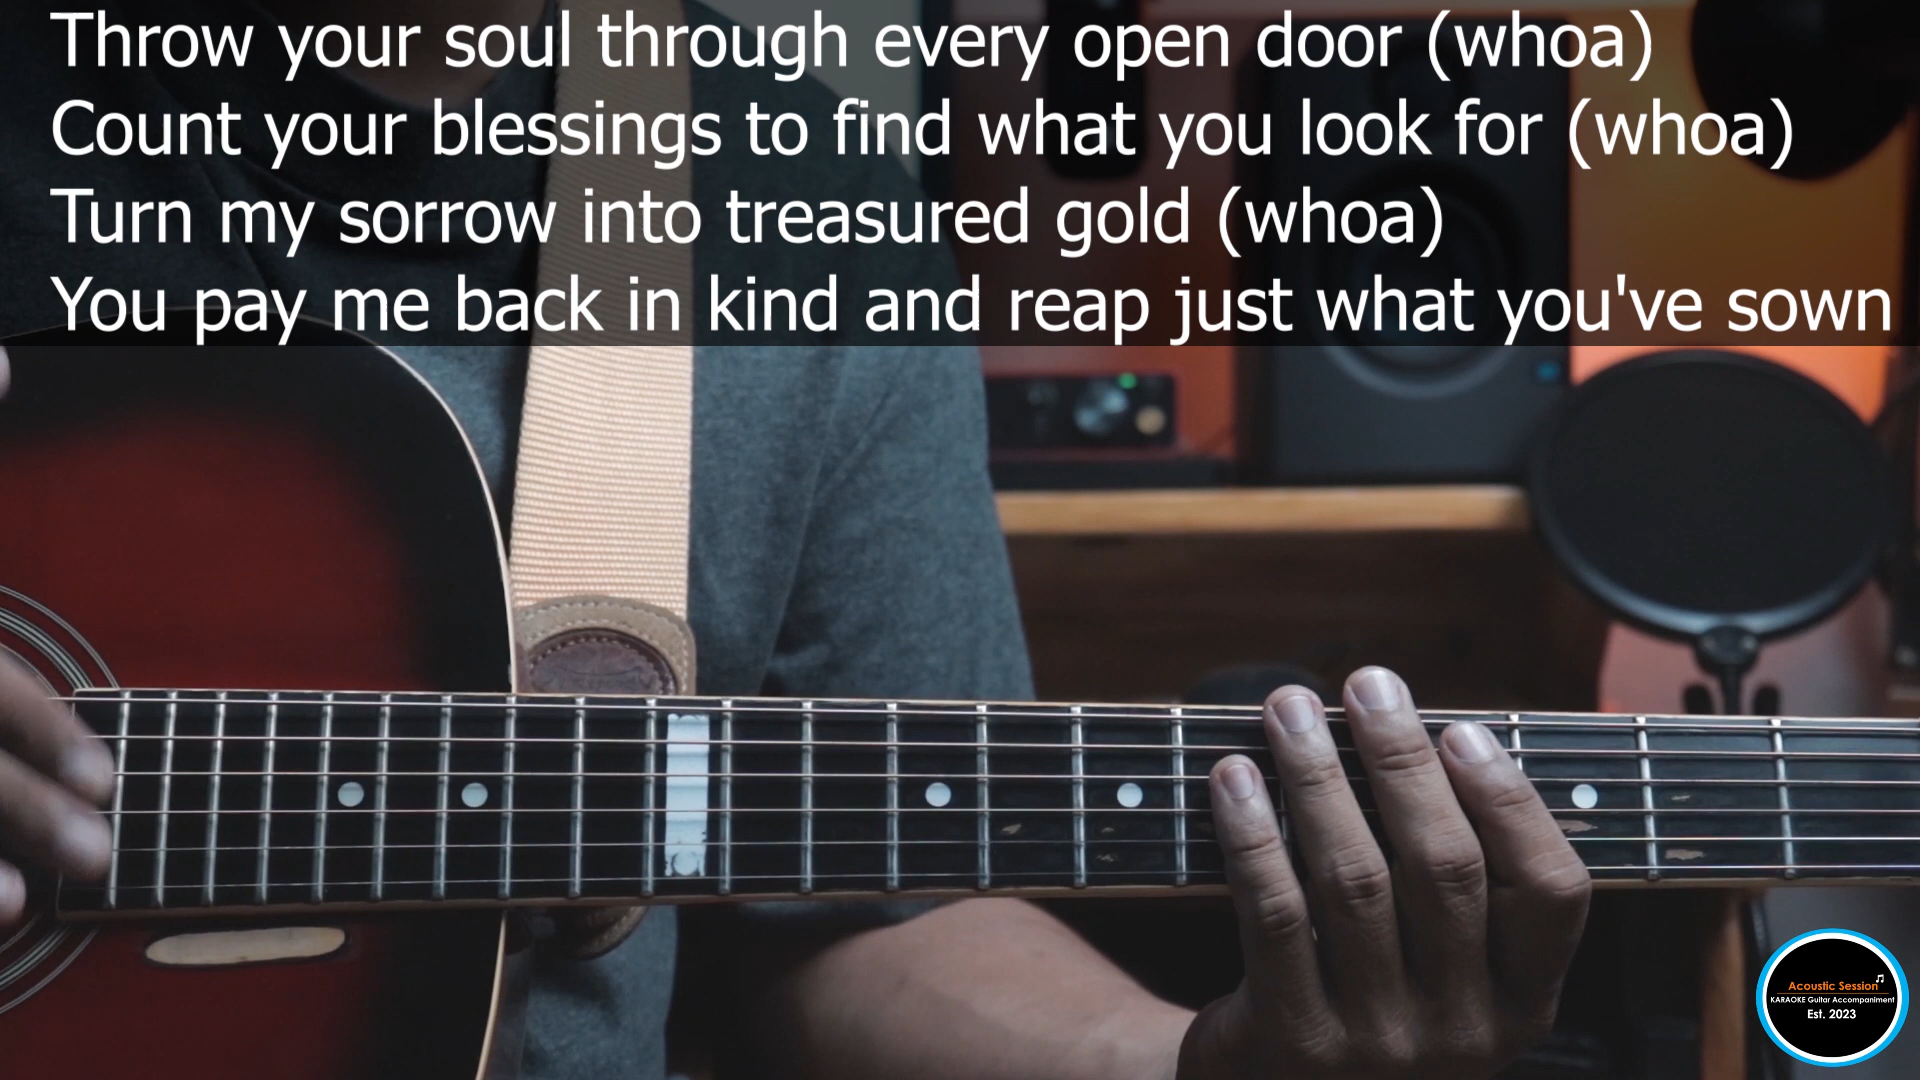 Throw your soul through every open door (whoa)
Count your blessings to find what you look for (whoa)
Turn my sorrow into treasured gold (whoa)
You pay me back in kind and reap just what you've sown
Acoustic Session
KARAOKE Guitar Accompaniment
Est. 2023